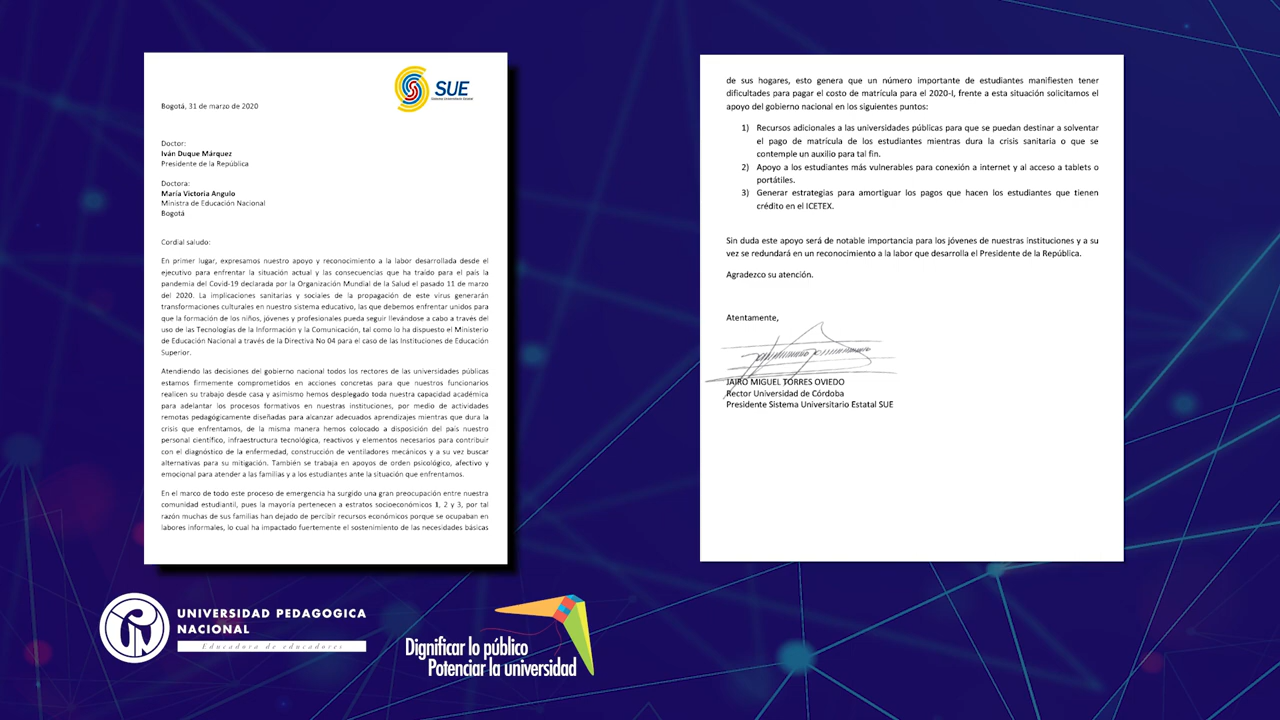 SUE
Sistema Universitario Estatal
Bogotá, 31 de marzo de 2020
Doctor:
Iván Duque Márquez
Presidente de la República
Doctora:
María Victoria Angulo
Ministra de Educación Nacional
Bogotá
Cordial saludo:
En primer lugar, expresamos nuestro apoyo y reconocimiento a la labor desarrollada desde el
ejecutivo para enfrentar la situación actual y las consecuencias que ha traido para el país la
pandemia del Covid-19 declarada por la Organización Mundial de la Salud el pasado 11 de marzo
del 2020. La implicaciones sanitarias y sociales de la propagación de este virus generarán
transformaciones culturales en nuestro sistema educativo, las que debemos enfrentar unidos para
que la formación de los niños, jóvenes y profesionales pueda seguir llevándose a cabo a través del
uso de las Tecnologías de la Información y la Comunicación, tal como lo ha dispuesto el Ministerio
de Educación Nacional a través de la Directiva No 04 para el caso de las Instituciones de Educación
Superior.
Atendiendo las decisiones del gobierno nacional todos los rectores de las universidades públicas
estamos firmemente comprometidos en acciones concretas para que nuestros funcionarios
realicen su trabajo desde casa y asimismo hemos desplegado toda nuestra capacidad académica
para adelantar los procesos formativos en nuestras instituciones, por medio de actividades
remotas pedagógicamente diseñadas para alcanzar adecuados aprendizajes mientras que dura la
crisis que enfrentamos, de la misma manera hemos colocado a disposición del país nuestro
personal científico, infraestructura tecnológica, reactivos y elementos necesarios para contribuir
con el diagnóstico de la enfermedad, construcción de ventiladores mecánicos y a su vez buscar
alternativas para su mitigación. También se trabaja en apoyos de orden psicológico, afectivo y
emocional para atender a las familias y a los estudiantes ante la situación que enfrentamos.
En el marco de todo este proceso de emergencia ha surgido una gran preocupación entre nuestra
comunidad estudiantil, pues la mayoría pertenecen a estratos socioeconómicos 1, 2 y 3, por tal
razón muchas de sus familias han dejado de percibir recursos económicos porque se ocupaban en
labores informales, lo cual ha impactado fuertemente el sostenimiento de las necesidades básicas
de sus hogares, esto genera que un número importante de estudiantes manifiesten tener
dificultades para pagar el costo de matrícula para el 2020-I, frente a esta situación solicitamos el
apoyo del gobierno nacional en los siguientes puntos:
1) Recursos adicionales a las universidades públicas para que se puedan destinar a solventar
el pago de matrícula de los estudiantes mientras dura la crisis sanitaria o que se
contemple un auxilio para tal fin.
2) Apoyo a los estudiantes más vulnerables para conexión a internet y al acceso a tablets o
portátiles.
3) Generar estrategias para amortiguar los pagos que hacen los estudiantes que tienen
crédito en el ICETEX.
Sin duda este apoyo será de notable importancia para los jóvenes de nuestras instituciones y a su
vez se redundará en un reconocimiento a la labor que desarrolla el Presidente de la República.
Agradezco su atención.
Atentamente,
JAIRO MIGUEL TORRES OVIEDO
Rector Universidad de Córdoba
Presidente Sistema Universitario Estatal SUE
UNIVERSIDAD PEDAGOGICA
NACIONAL
Educadora de educadores
Dignificar lo público
Potenciar la universidad